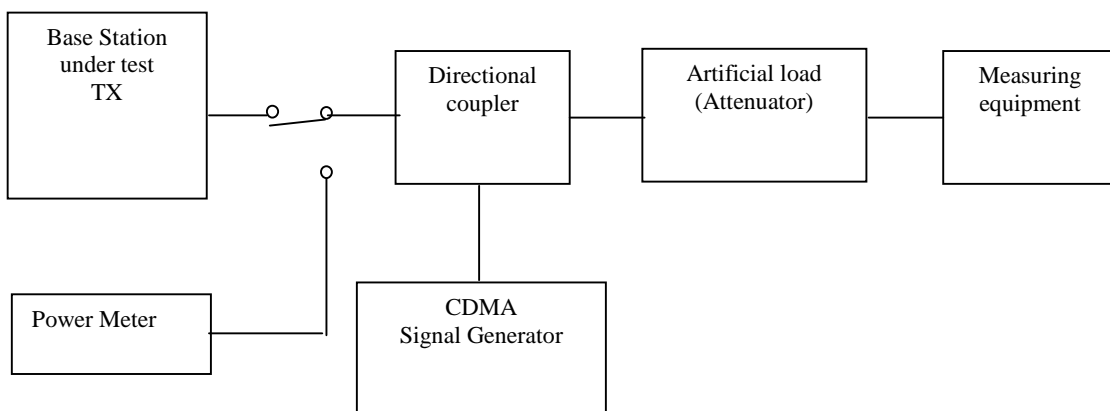 Base Station
under test
TX
Directional
coupler
Artificial load
(Attenuator)
Measuring
equipment
Power Meter
CDMA
Signal Generator